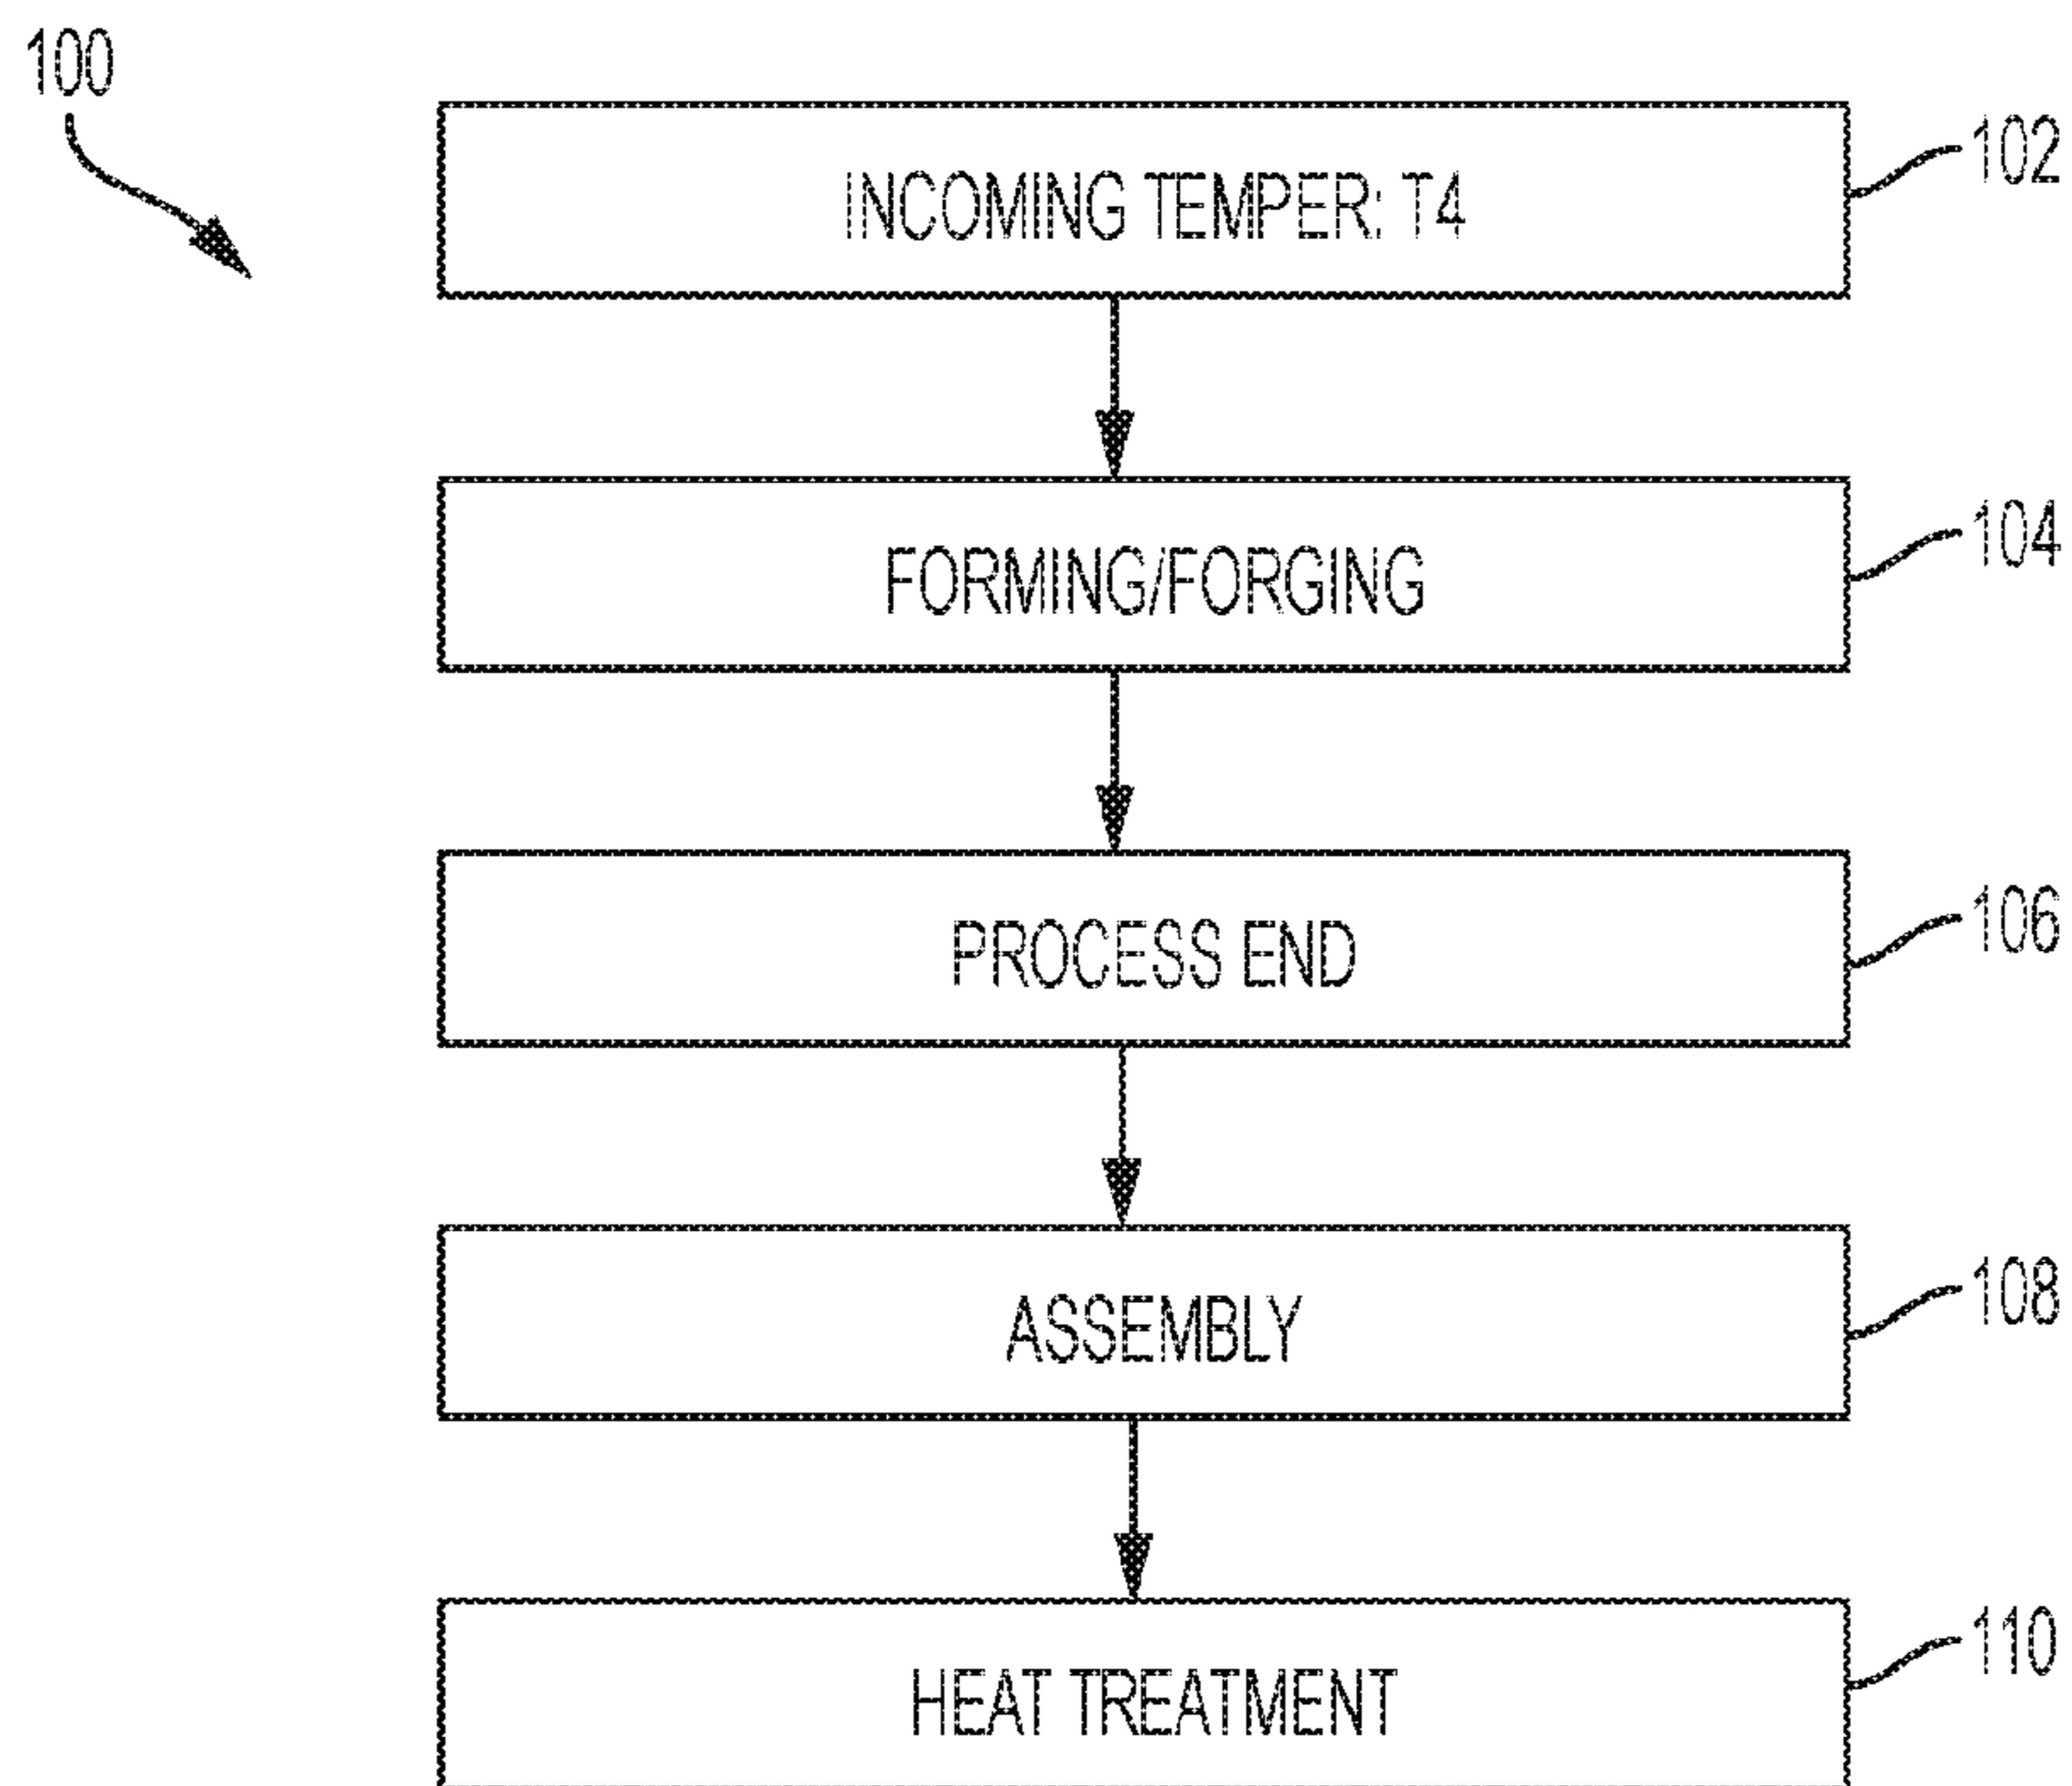 100
INCOMING TEMPER: T4
102
FORMING/FORGING
104
PROCESS END
106
ASSEMBLY
108
HEAT TREATMENT
110